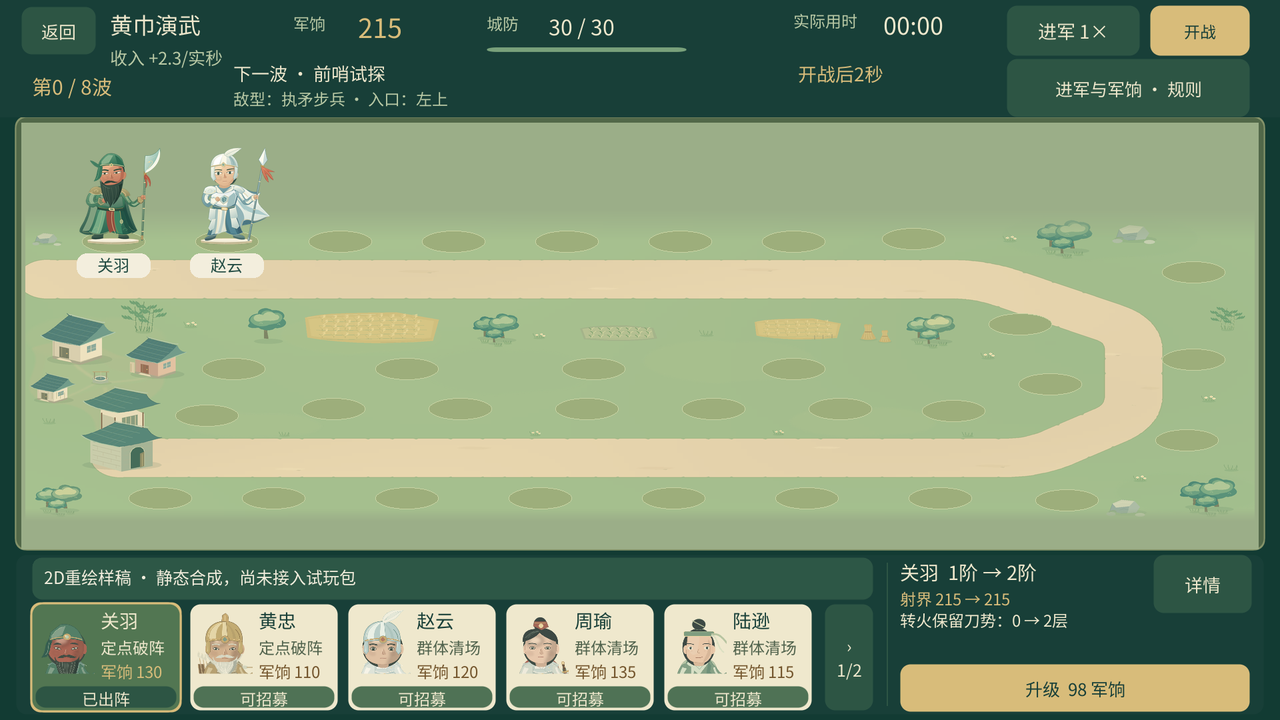 返回
黄巾演武
收入 +2.3/实秒
军饷 215
城防 30 / 30
实际用时 00:00
进军 1×
开战
第0 / 8波
下一波 · 前哨试探
敌型：执矛步兵 · 入口：左上
开战后2秒
进军与军饷 · 规则
关羽
赵云
2D重绘样稿 · 静态合成，尚未接入试玩包
关羽
定点破阵
军饷 130
已出阵
黄忠
定点破阵
军饷 110
可招募
赵云
群体清场
军饷 120
可招募
周瑜
群体清场
军饷 135
可招募
陆逊
群体清场
军饷 115
可招募
›
1/2
关羽 1阶 → 2阶
射界 215 → 215
转火保留刀势：0 → 2层
详情
升级 98 军饷